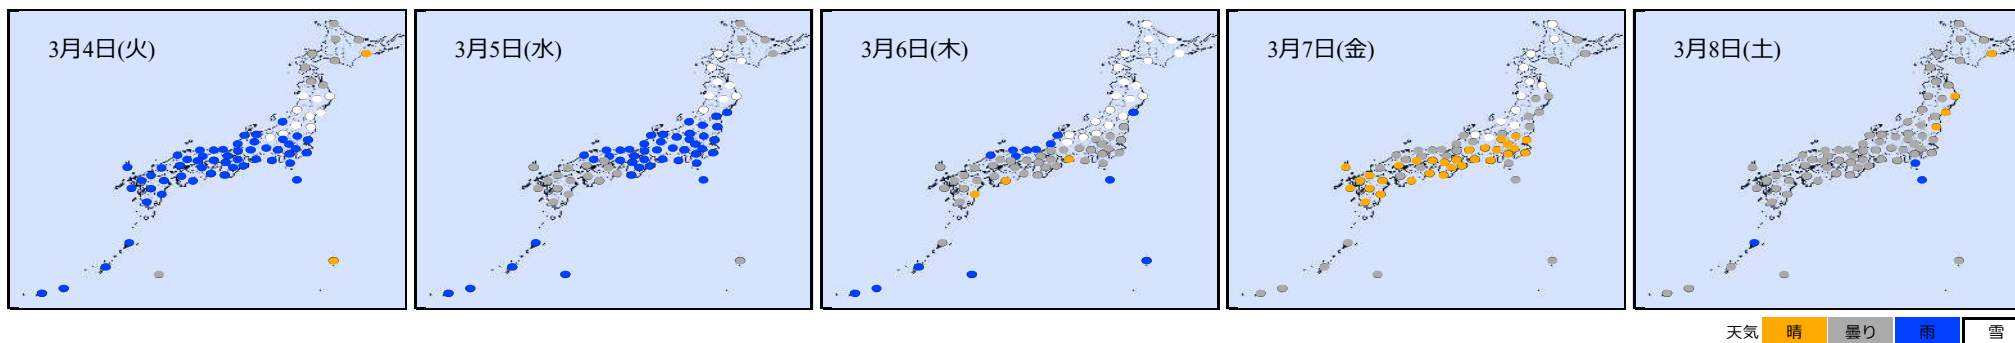 3月4日(火)
3月5日(水)
3月6日(木)
3月7日(金)
3月8日(土)
天気 晴 曇り 雨 雪